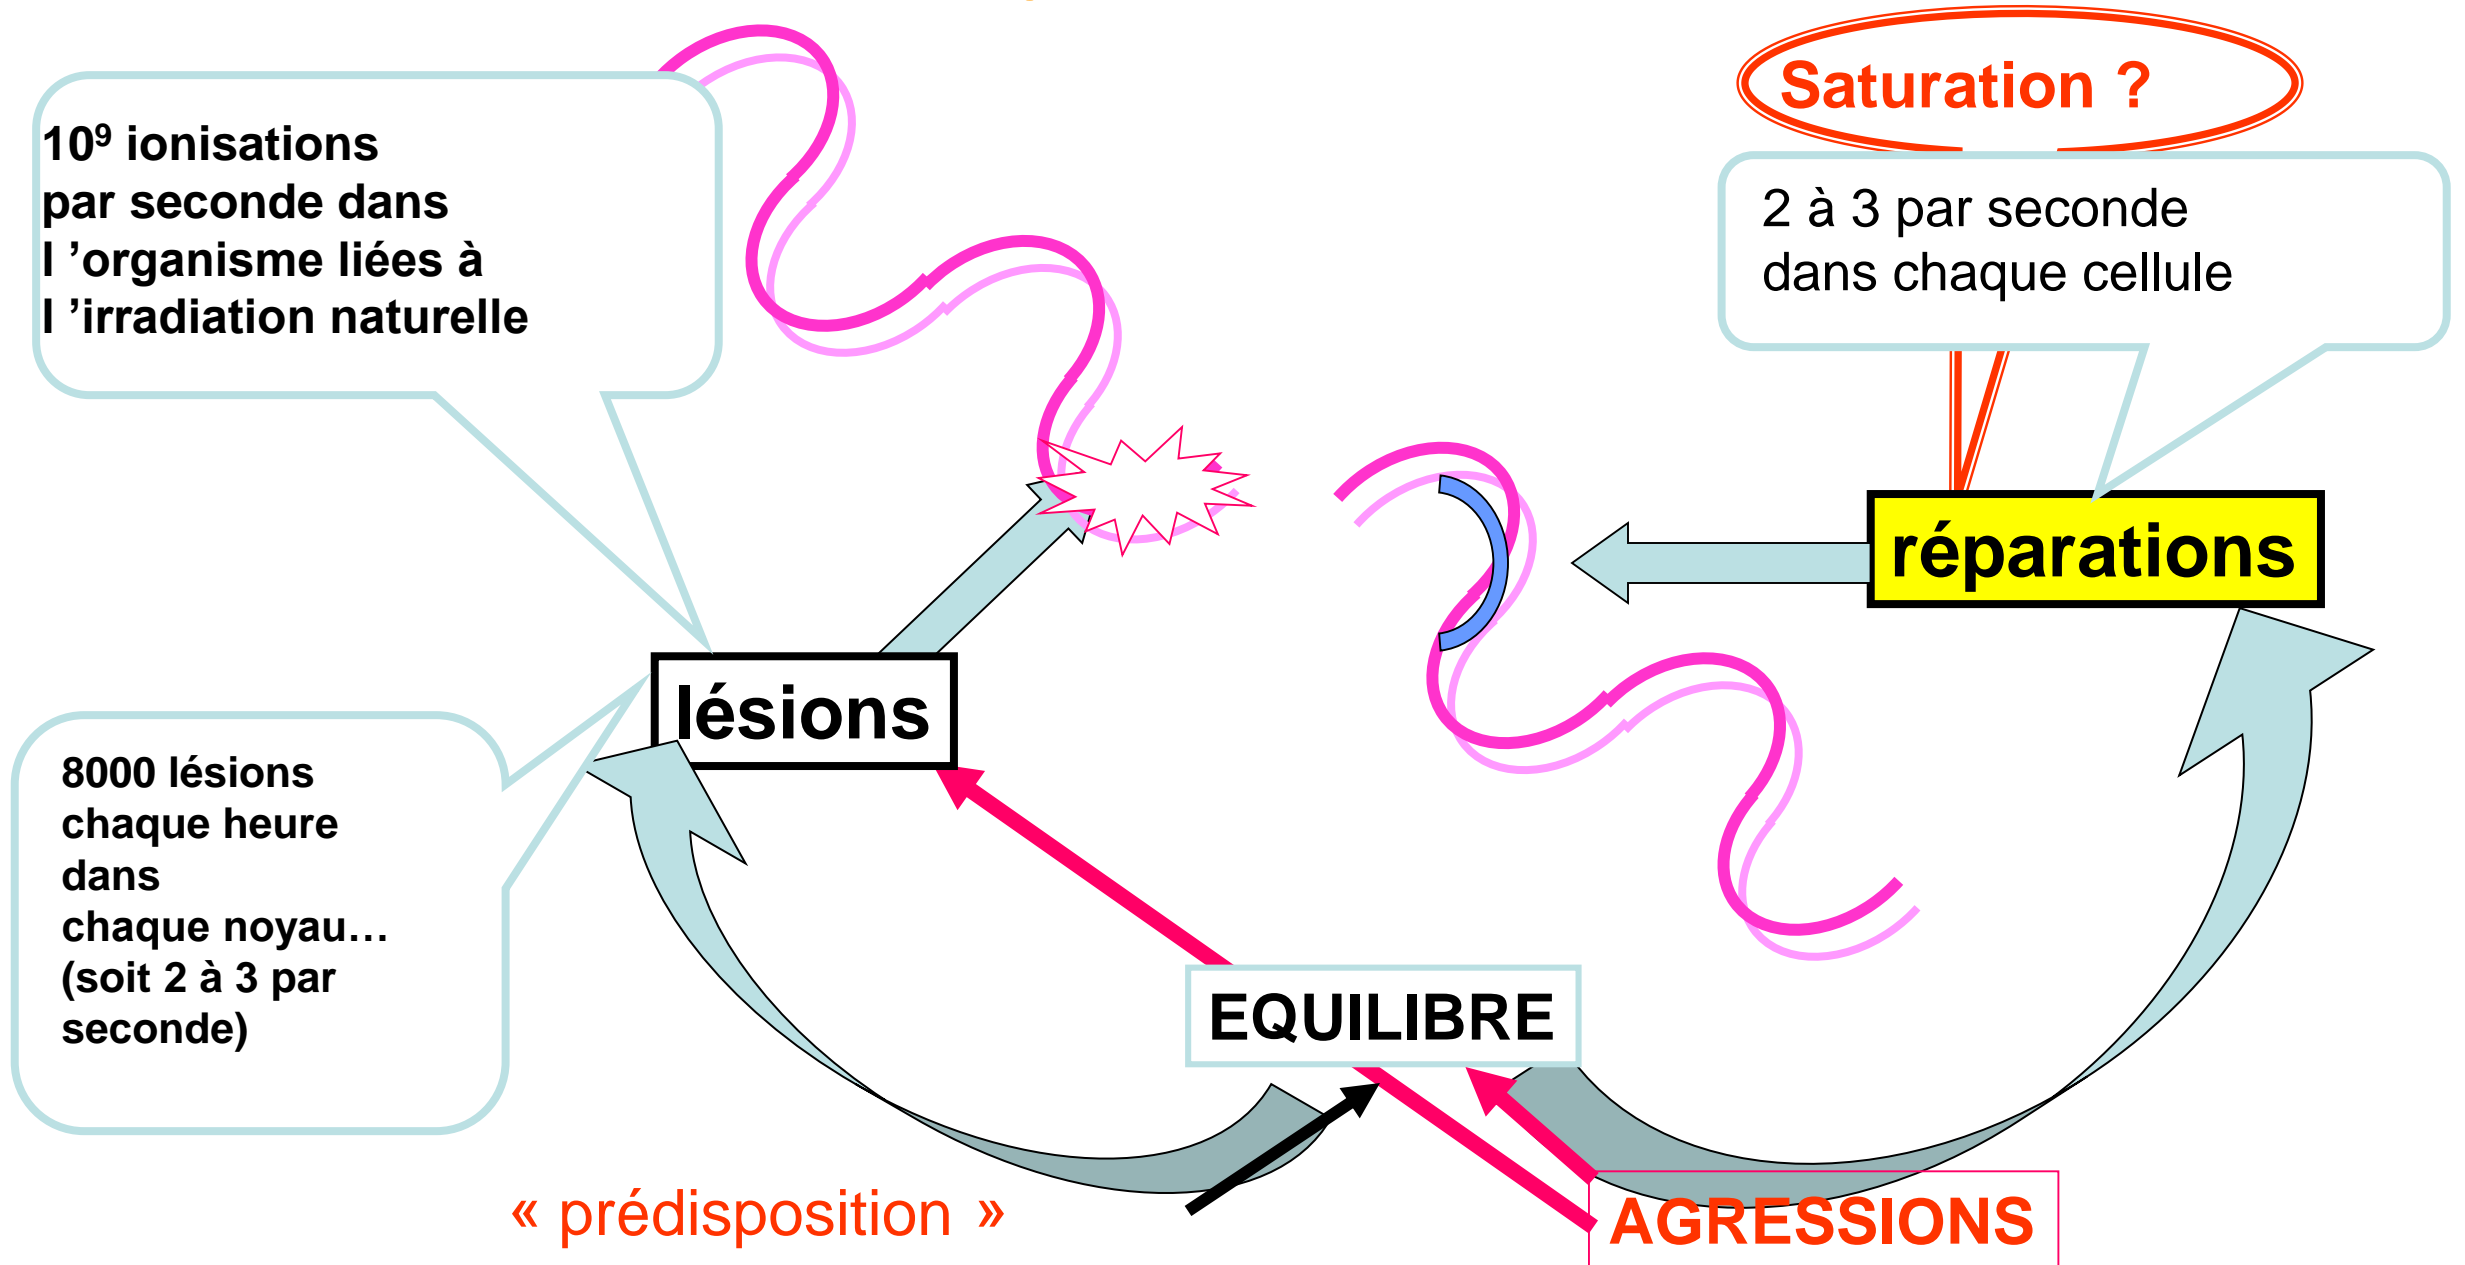 10⁹ ionisations
par seconde dans
l ’organisme liées à
l ’irradiation naturelle
Saturation ?
2 à 3 par seconde
dans chaque cellule
réparations
lésions
8000 lésions
chaque heure
dans
chaque noyau…
(soit 2 à 3 par
seconde)
EQUILIBRE
« prédisposition »
AGRESSIONS